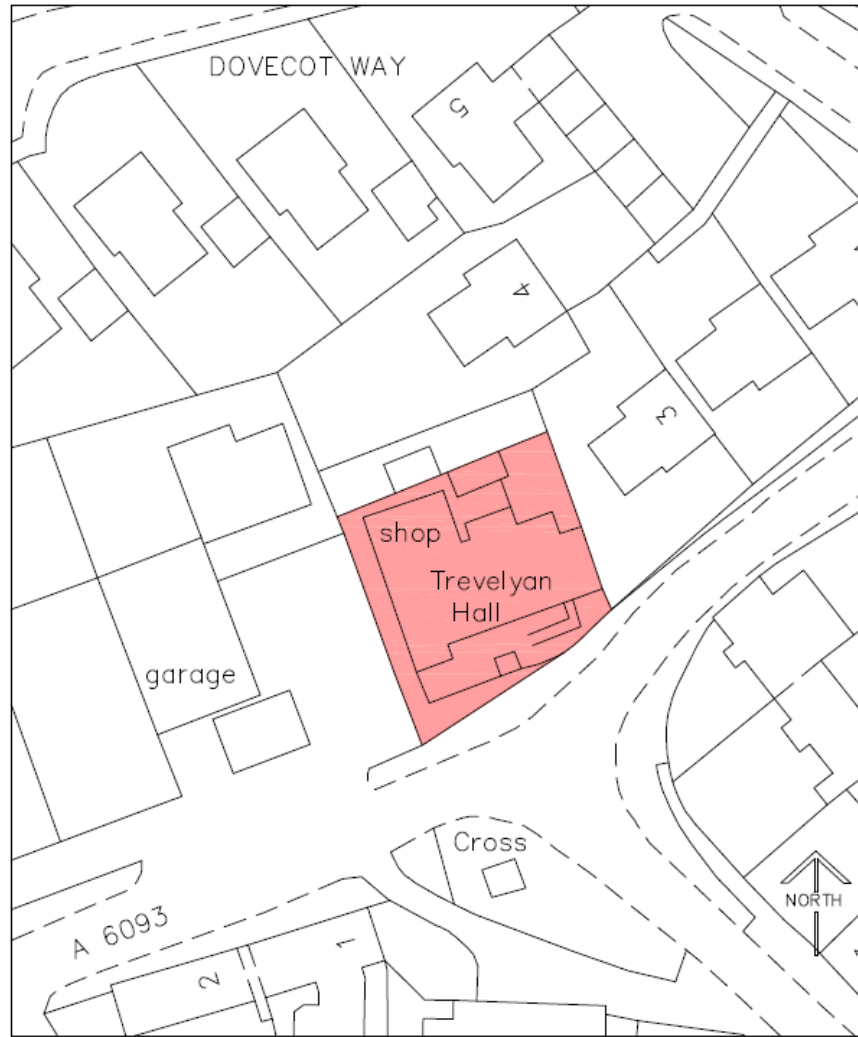 DOVECOT WAY
5
4
3
shop
Trevelyan
Hall
garage
Cross
NORTH
A 6093
1
2